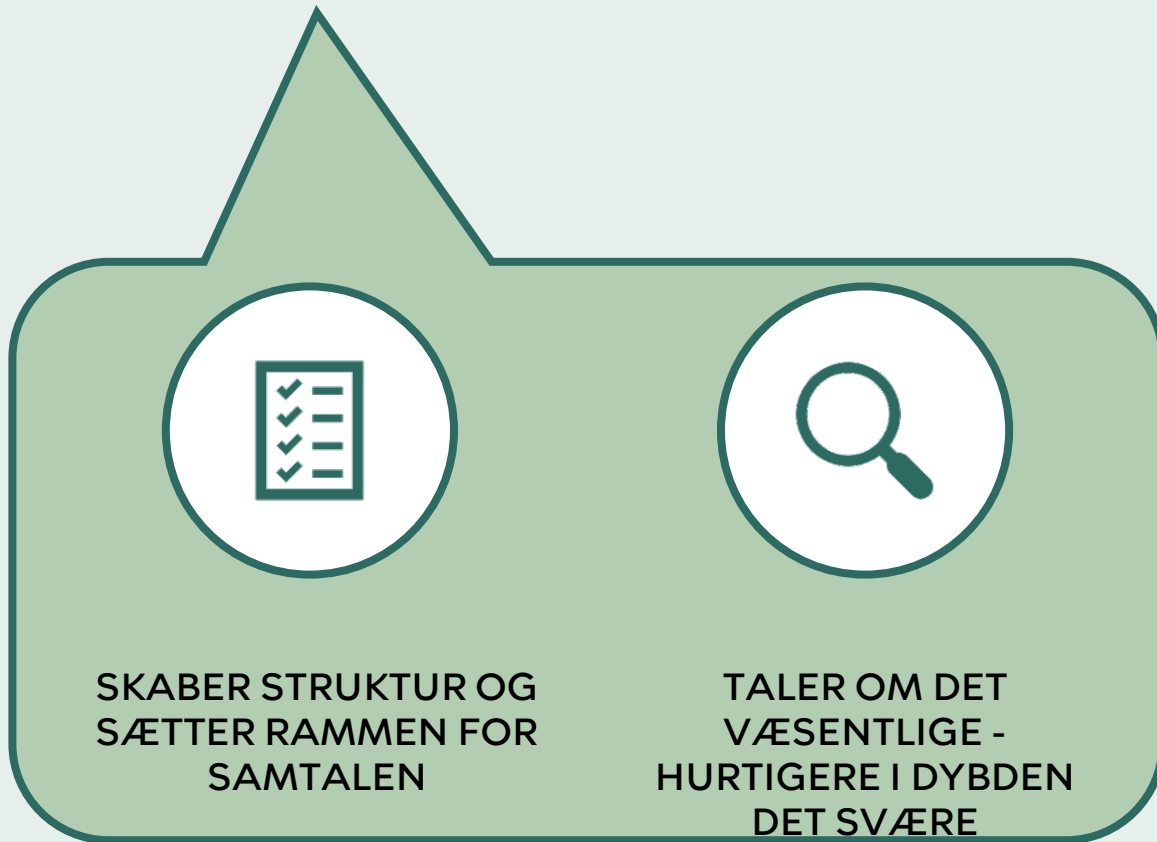 SKABER STRUKTUR OG
SÆTTER RAMMEN FOR
SAMTALEN
TALER OM DET
VÆSENTLIGE -
HURTIGERE I DYBDEN
DET SVÆRE